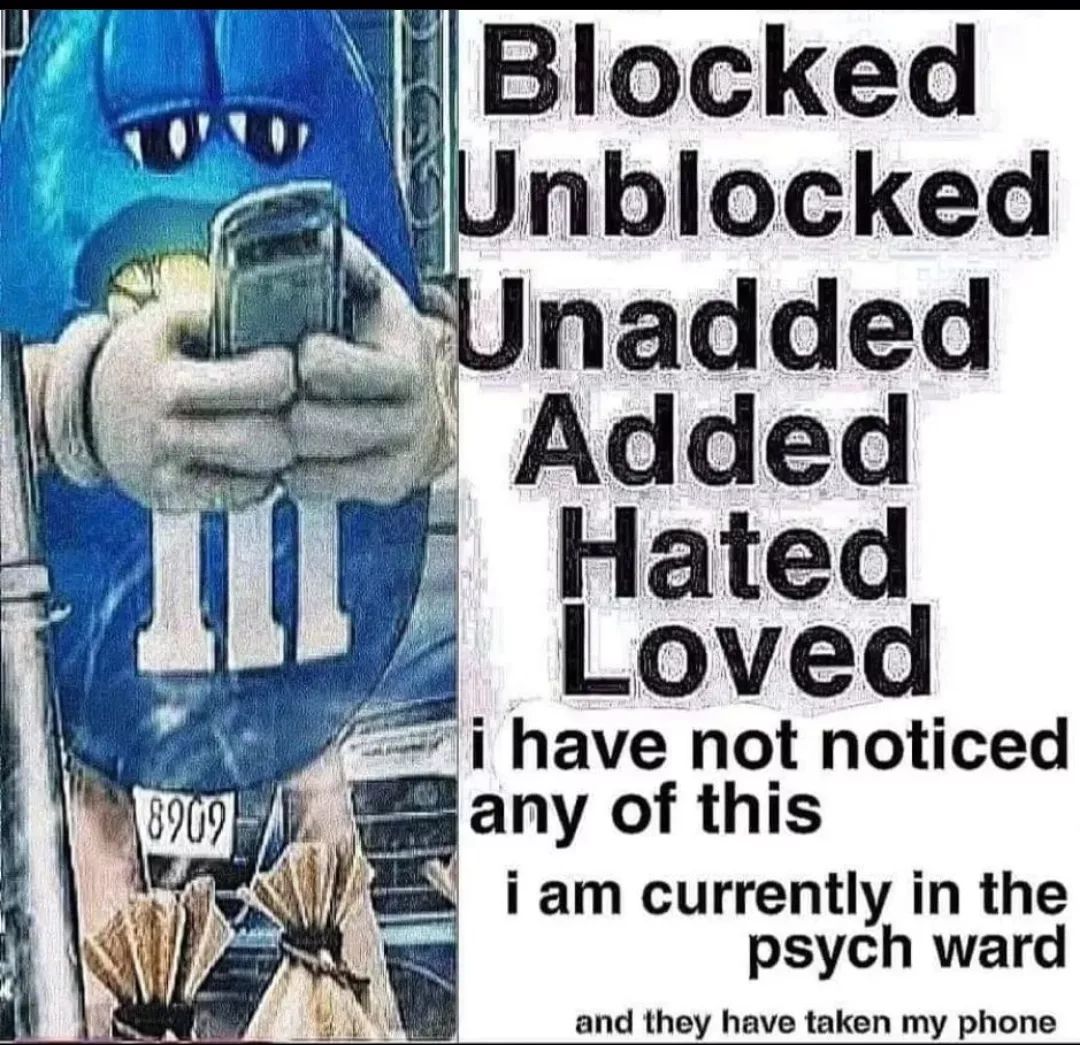 Blocked
Unblocked
Unadded
Added
Hated
Loved
i have not noticed
any of this
i am currently in the
psych ward
and they have taken my phone
m
8909